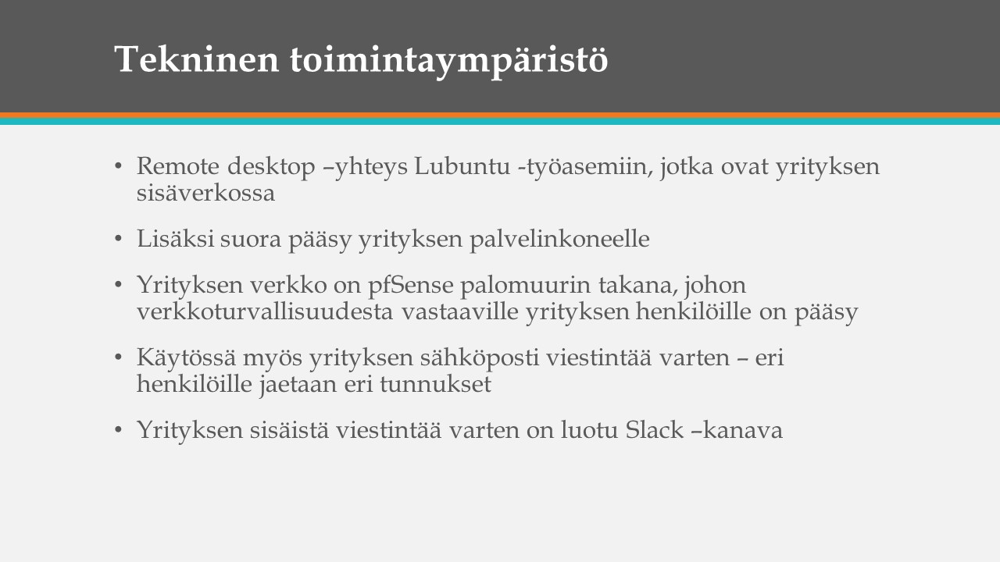 Tekninen toimintaympäristö
• Remote desktop –yhteys Lubuntu -työasemiin, jotka ovat yrityksen
sisäverkossa
• Lisäksi suora pääsy yrityksen palvelinkoneelle
• Yrityksen verkko on pfSense palomuurin takana, johon
verkkoturvallisuudesta vastaaville yrityksen henkilöille on pääsy
• Käytössä myös yrityksen sähköposti viestintää varten – eri
henkilöille jaetaan eri tunnukset
• Yrityksen sisäistä viestintää varten on luotu Slack –kanava